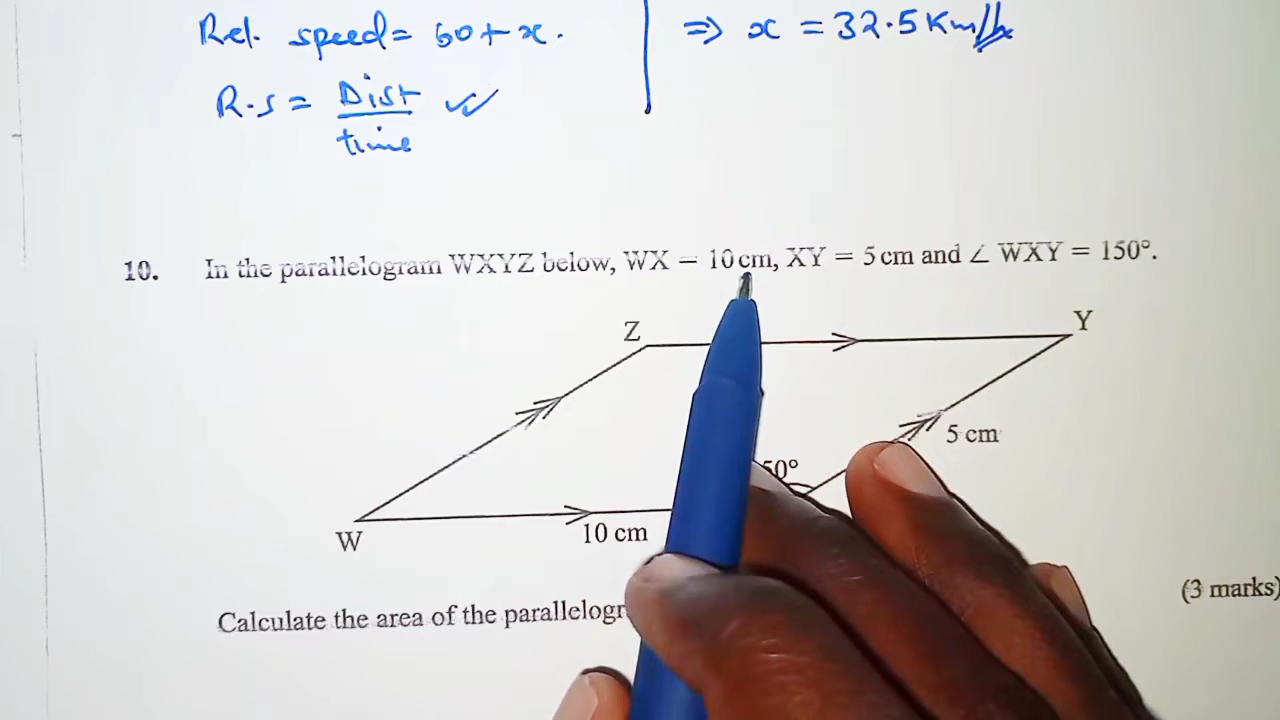 Rel. speed = 60 + x.
⇒ x = 32.5 Km/h
R.s = Dist
time
10. In the parallelogram WXYZ below, WX = 10 cm, XY = 5 cm and ∠ WXY = 150°.
Z
Y
5 cm
50°
W
10 cm
(3 marks)
Calculate the area of the